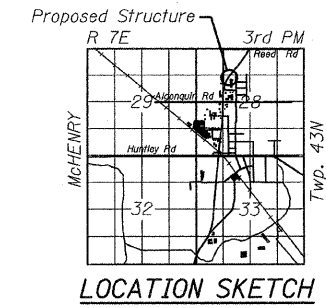 Proposed Structure
R 7E 3rd PM
Reed Rd
29 Algonquin Rd 28
McHENRY
Huntley Rd
Twp. 43N
32 33
LOCATION SKETCH